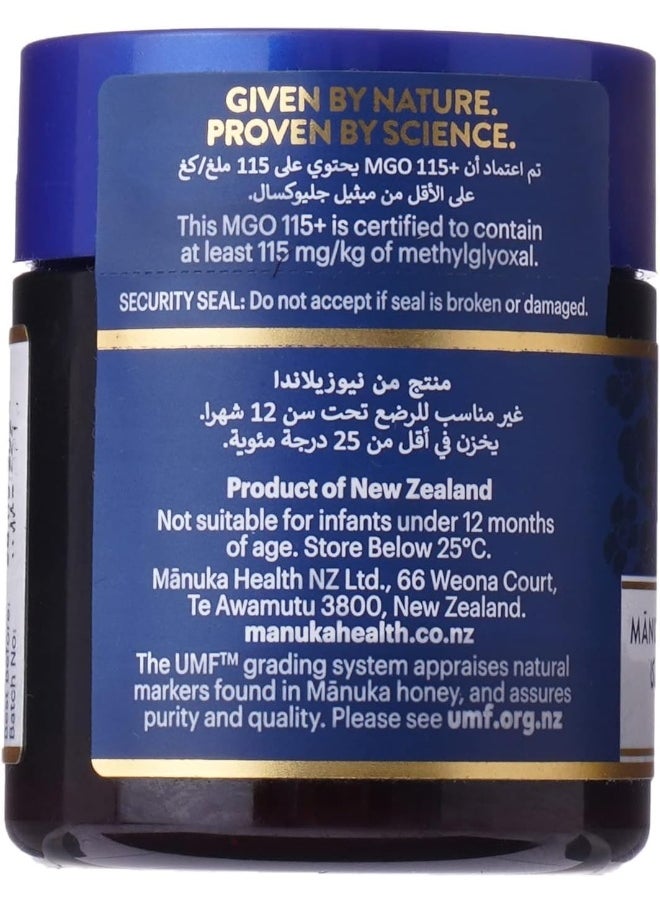 GIVEN BY NATURE.
PROVEN BY SCIENCE.
تم اعتماد أن +MGO 115 يحتوي على 115 ملغ/كغ
على الأقل من ميثيل جليوكسال.
This MGO 115+ is certified to contain
at least 115 mg/kg of methylglyoxal.
SECURITY SEAL: Do not accept if seal is broken or damaged.
منتج من نيوزيلاندا
غير مناسب للرضع تحت سن 12 شهرا.
يخزن في أقل من 25 درجة مئوية.
Product of New Zealand
Not suitable for infants under 12 months
of age. Store Below 25°C.
Mānuka Health NZ Ltd., 66 Weona Court,
Te Awamutu 3800, New Zealand.
manukahealth.co.nz
The UMF™ grading system appraises natural
markers found in Mānuka honey, and assures
purity and quality. Please see umf.org.nz
Batch No: